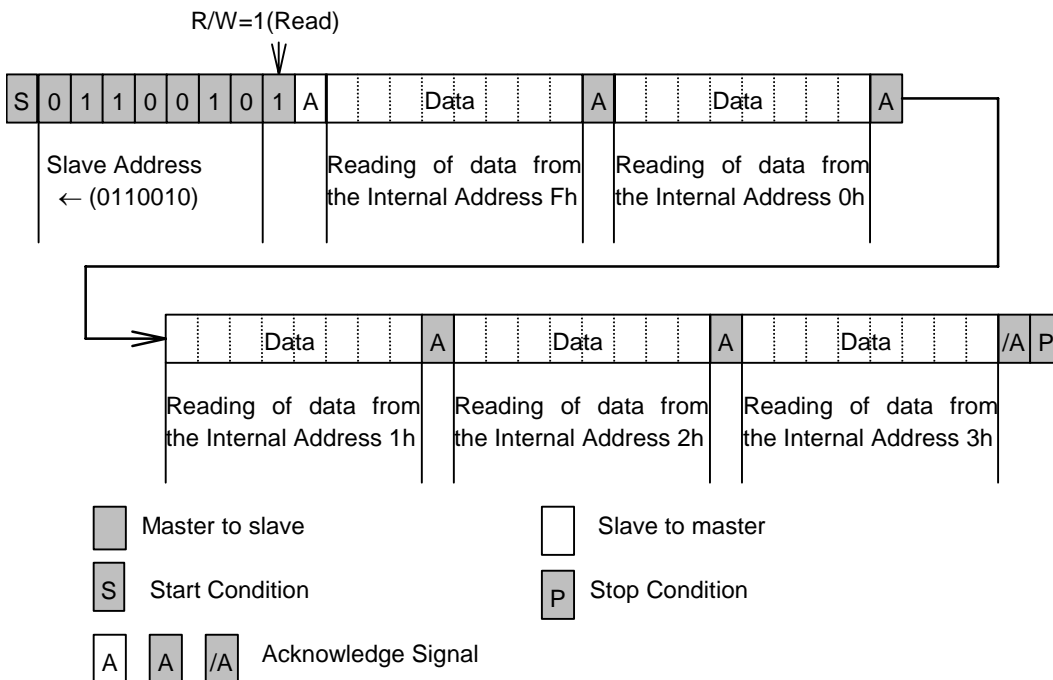 R/W=1(Read)
S 0 1 1 0 0 1 0 1 A Data A Data A
Slave Address
← (0110010)
Reading of data from
the Internal Address Fh
Reading of data from
the Internal Address 0h
Data A Data A Data /A P
Reading of data from
the Internal Address 1h
Reading of data from
the Internal Address 2h
Reading of data from
the Internal Address 3h
Master to slave
Slave to master
S Start Condition
P Stop Condition
A A /A Acknowledge Signal